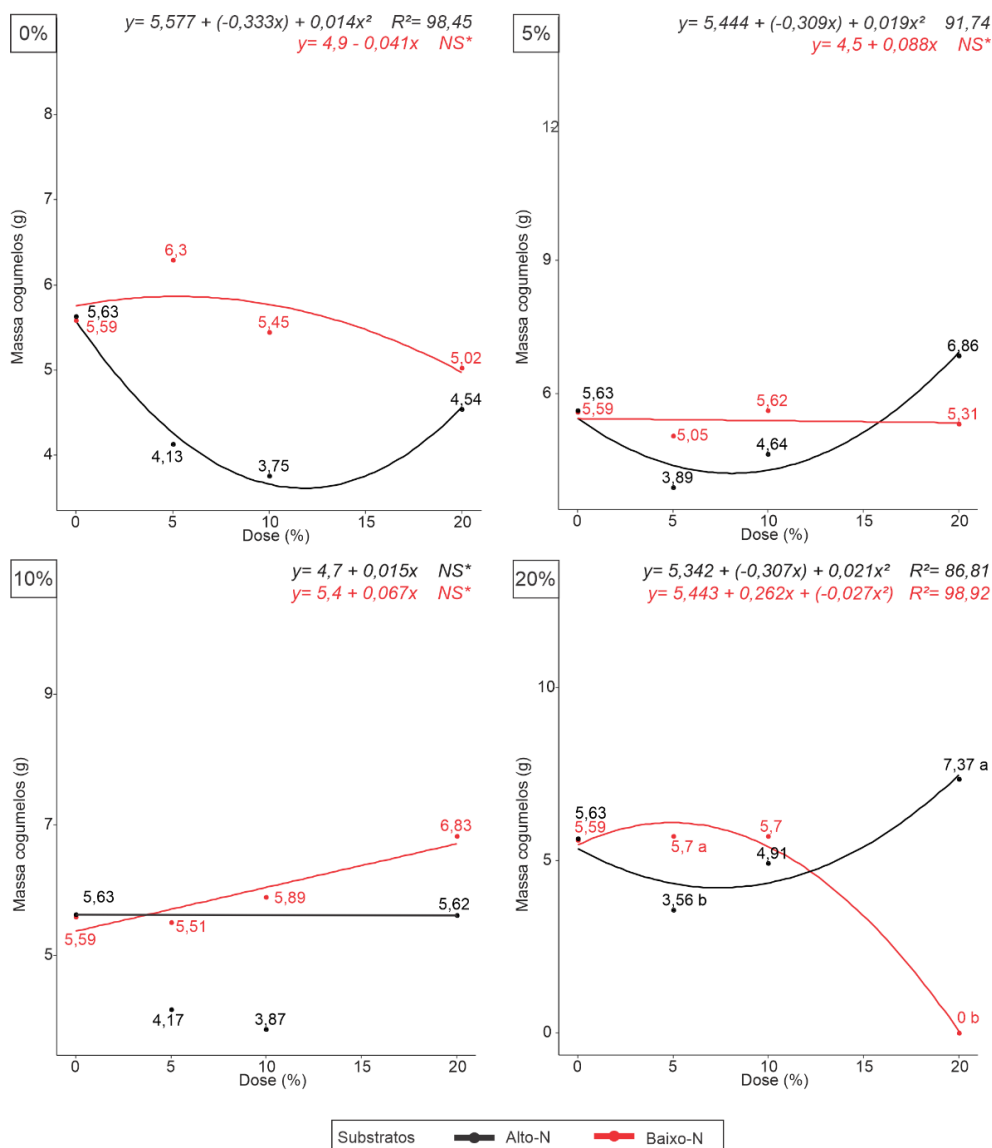 0%
y= 5,577 + (-0,333x) + 0,014x² R²= 98,45
y= 4,9 - 0,041x NS*
Massa cogumelos (g)
8
7
6
5
4
6,3
5,63
5,59
5,45
5,02
4,54
4,13
3,75
0 5 10 15 20
Dose (%)
5%
y= 5,444 + (-0,309x) + 0,019x² 91,74
y= 4,5 + 0,088x NS*
Massa cogumelos (g)
12
9
6
6,86
5,63
5,59
5,62
5,31
5,05
4,64
3,89
0 5 10 15 20
Dose (%)
10%
y= 4,7 + 0,015x NS*
y= 5,4 + 0,067x NS*
Massa cogumelos (g)
9
7
5
6,83
5,89
5,63
5,62
5,59
5,51
4,17
3,87
0 5 10 15 20
Dose (%)
20%
y= 5,342 + (-0,307x) + 0,021x² R²= 86,81
y= 5,443 + 0,262x + (-0,027x²) R²= 98,92
Massa cogumelos (g)
10
5
0
7,37 a
5,63
5,59
5,7
5,7 a
4,91
3,56 b
0 b
0 5 10 15 20
Dose (%)
Substratos Alto-N Baixo-N